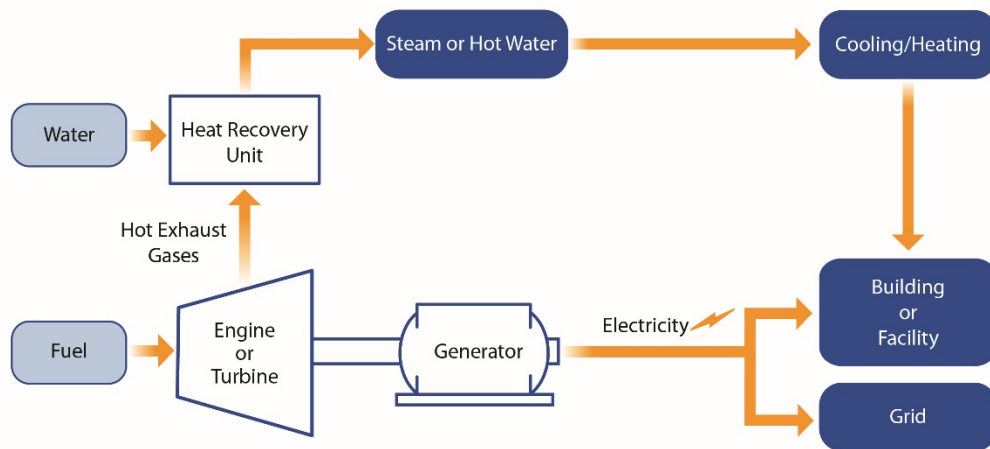 Steam or Hot Water
Cooling/Heating
Water
Heat Recovery
Unit
Hot Exhaust
Gases
Fuel
Engine
or
Turbine
Generator
Electricity
Building
or
Facility
Grid